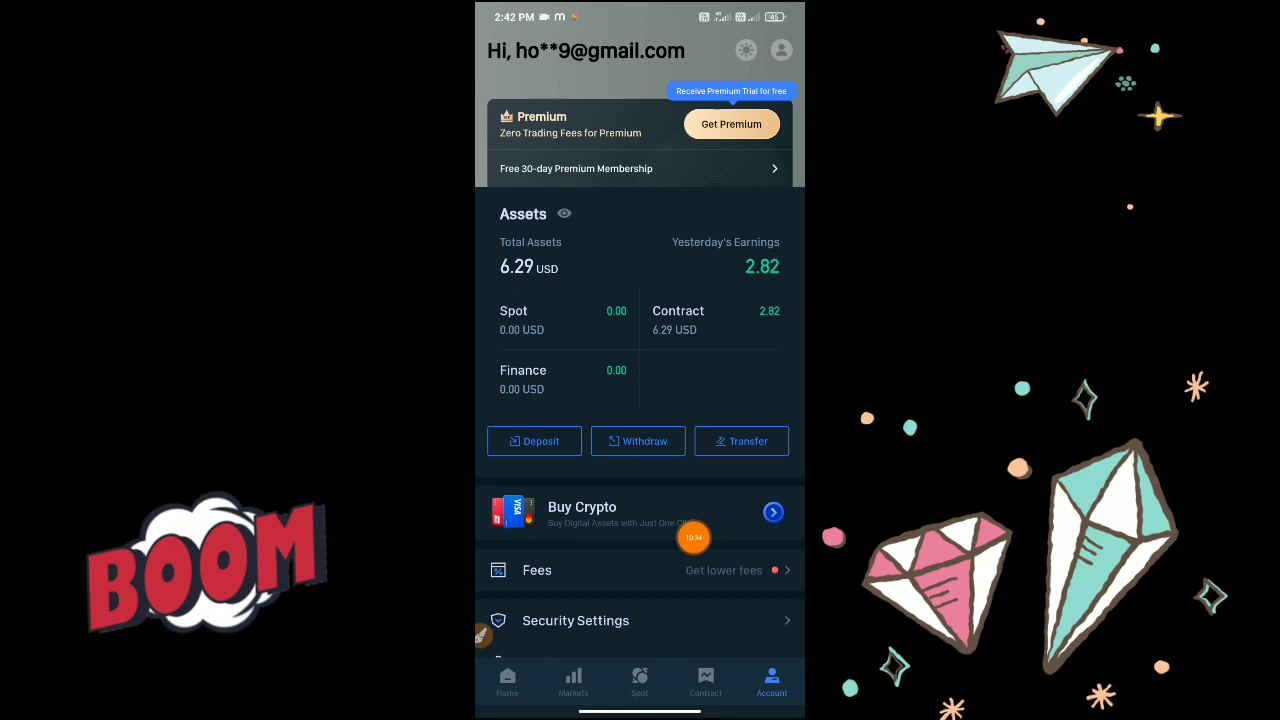 2:42 PM
45
Hi, ho**9@gmail.com
Receive Premium Trial for free
Premium
Get Premium
Zero Trading Fees for Premium
Free 30-day Premium Membership
Assets
Total Assets
Yesterday's Earnings
6.29 USD
2.82
Spot
0.00
Contract
2.82
0.00 USD
6.29 USD
Finance
0.00
0.00 USD
Deposit
Withdraw
Transfer
VISA
Buy Crypto
Buy Digital Assets with Just One
10:34
Fees
Get lower fees
Security Settings
Home
Markets
Spot
Contract
Account
BOOM